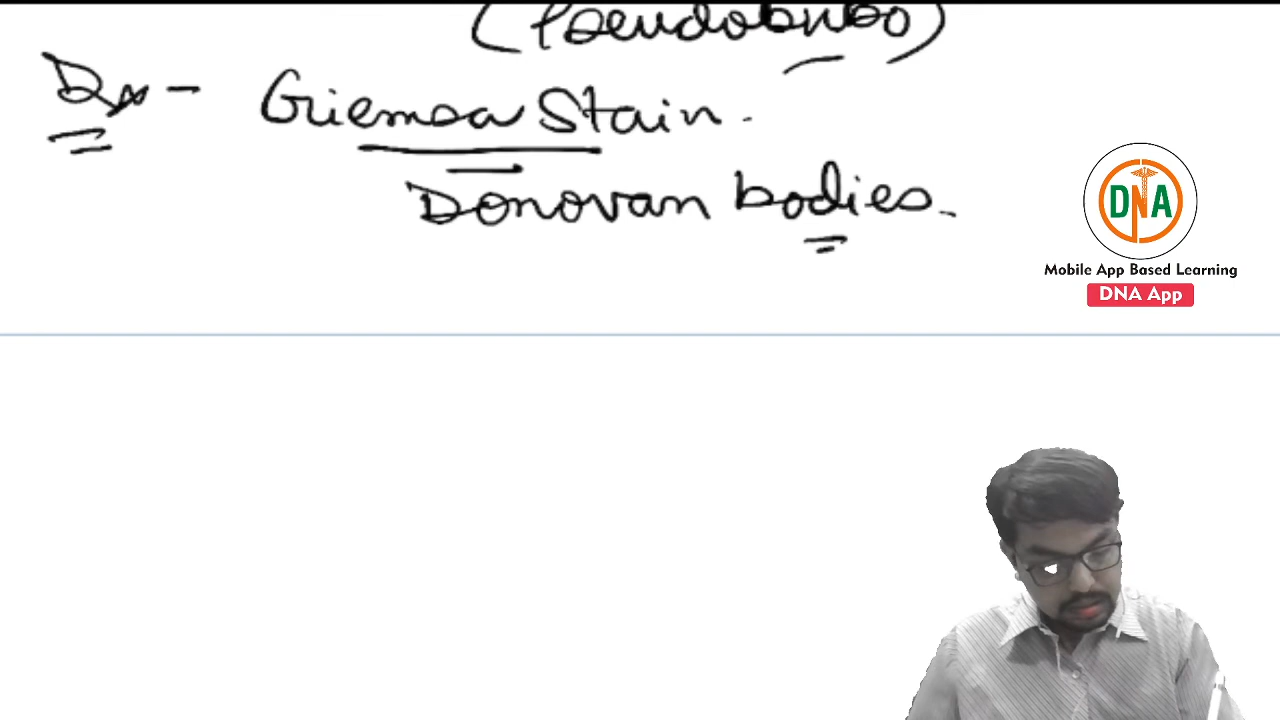 (Pseudobubo)
Dx - Giemsa Stain.
Donovan bodies.
DNA
Mobile App Based Learning
DNA App